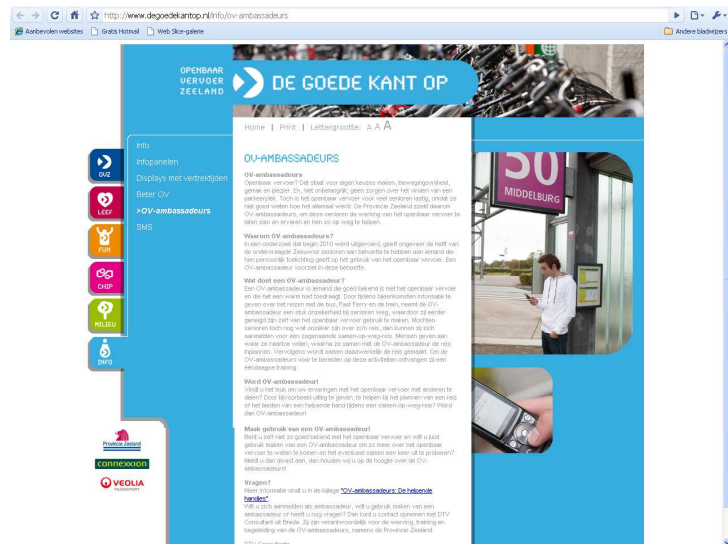 http://www.degoedekantop.nl/info/ov-ambassadeurs
Aanbevolen websites
Gratis Hotmail
Web Slice-galerie
Andere bladwijzers
OPENBAAR
VERVOER
ZEELAND
DE GOEDE KANT OP
Home | Print | Lettergrootte: A A A
Info
Infopanelen
Displays met vertrektijden
Beter OV
>OV-ambassadeurs
SMS
OVZ
LEEF
FUN
CHIP
MILIEU
INFO
Provincie Zeeland
connexxion
VEOLIA
TRANSPORT
OV-AMBASSADEURS
OV-ambassadeurs
Openbaar vervoer? Dat staat voor eigen keuzes maken, bewegingsvrijheid,
gemak en plezier. En, niet onbelangrijk, geen zorgen over het vinden van een
parkeerplek. Toch is het openbaar vervoer voor veel senioren lastig, omdat ze
niet goed weten hoe het allemaal werkt. De Provincie Zeeland zoekt daarom
OV-ambassadeurs, om deze senioren de werking van het openbaar vervoer te
laten zien en ervaren en hen zo op weg te helpen.
Waarom OV-ambassadeurs?
In een onderzoek dat begin 2010 werd uitgevoerd, geeft ongeveer de helft van
de ondervraagde Zeeuwse senioren aan behoefte te hebben aan iemand die
hen persoonlijk toelichting geeft op het gebruik van het openbaar vervoer. Een
OV-ambassadeur voorziet in deze behoefte.
Wat doet een OV-ambassadeur?
Een OV-ambassadeur is iemand die goed bekend is met het openbaar vervoer
en die het een warm hart toedraagt. Door tijdens bijeenkomsten informatie te
geven over het reizen met de bus, Fast Ferry en de trein, neemt de OV-
ambassadeur een stuk onzekerheid bij senioren weg, waardoor zij eerder
geneigd zijn zelf van het openbaar vervoer gebruik te maken. Mochten
senioren toch nog wat onzeker zijn over zo'n reis, dan kunnen zij zich
aanmelden voor een zogenaamde samen-op-weg-reis. Mensen geven aan
waar ze naartoe willen, waarna ze samen met de OV-ambassadeur de reis
inplannen. Vervolgens wordt samen daadwerkelijk de reis gemaakt. Om de
OV-ambassadeurs voor te bereiden op deze activiteiten ontvangen zij een
ééndaagse training.
Word OV-ambassadeur!
Vindt u het leuk om uw ervaringen met het openbaar vervoer met anderen te
delen? Door bijvoorbeeld uitleg te geven, te helpen bij het plannen van een reis
of het bieden van een helpende hand tijdens een samen-op-weg-reis? Word
dan OV-ambassadeur!
Maak gebruik van een OV-ambassadeur!
Bent u zelf niet zo goed bekend met het openbaar vervoer en wilt u juist
gebruik maken van een OV-ambassadeur om zo meer over het openbaar
vervoer te weten te komen en het eventueel samen een keer uit te proberen?
Meldt u dan alvast aan, dan houden wij u op de hoogte over de OV-
ambassadeurs!
Vragen?
Meer informatie vindt u in de bijlage "OV-ambassadeurs: De helpende
handjes".
Wilt u zich aanmelden als ambassadeur, wilt u gebruik maken van een
ambassadeur of heeft u nog vragen? Dan kunt u contact opnemen met DTV
Consultant uit Breda. Zij zijn verantwoordelijk voor de werving, training en
begeleiding van de OV-ambassadeurs, namens de Provincie Zeeland.
DTV Consultants
50
MIDDELBURG